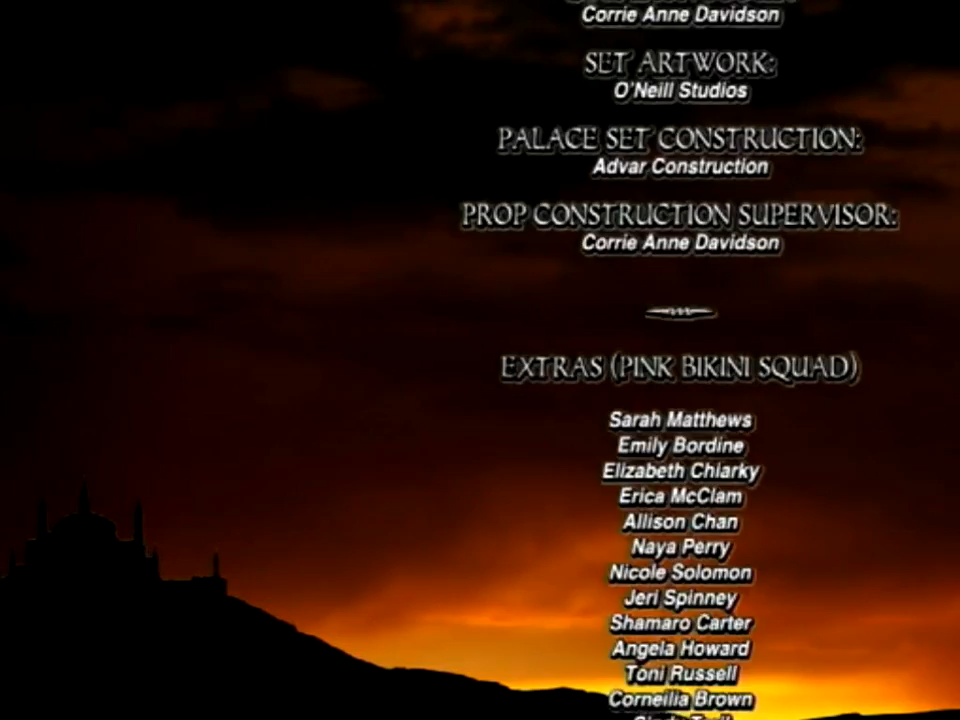 Corrie Anne Davidson
SET ARTWORK:
O'Neill Studios
PALACE SET CONSTRUCTION:
Advar Construction
PROP CONSTRUCTION SUPERVISOR:
Corrie Anne Davidson
EXTRAS (PINK BIKINI SQUAD)
Sarah Matthews
Emily Bordine
Elizabeth Chiarky
Erica McClam
Allison Chan
Naya Perry
Nicole Solomon
Jeri Spinney
Shamaro Carter
Angela Howard
Toni Russell
Corneilia Brown